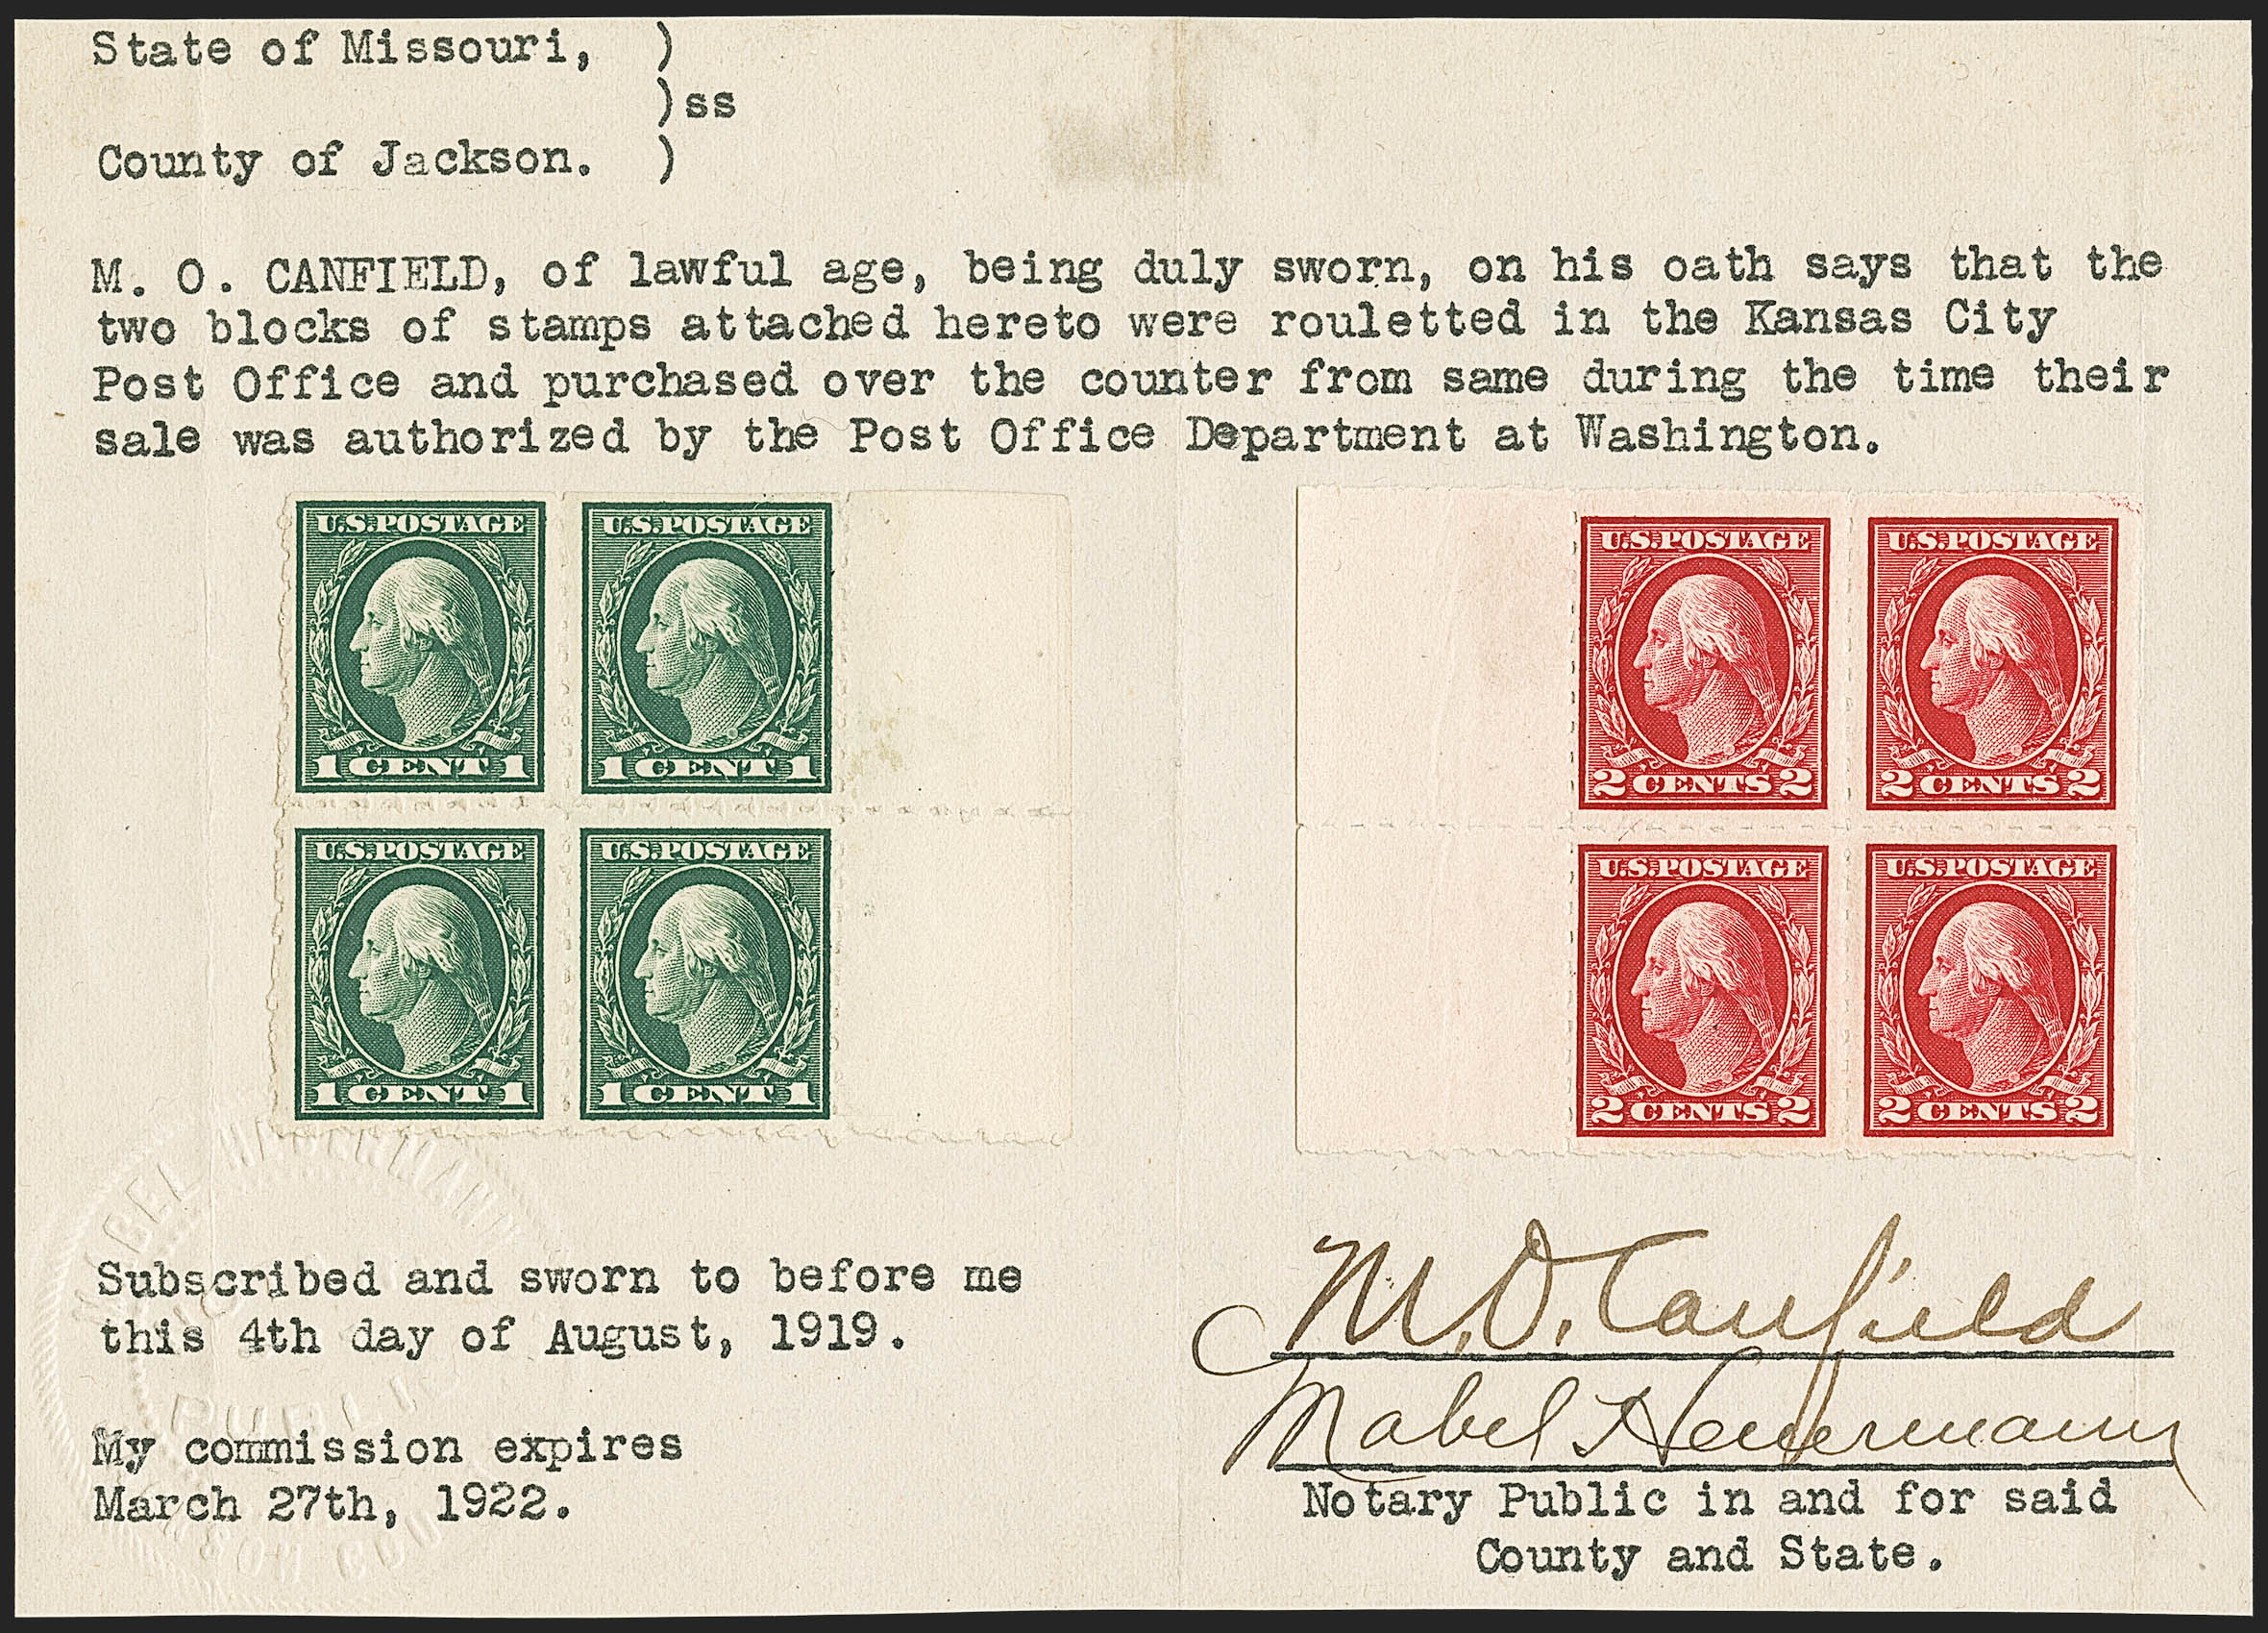 State of Missouri, )
)ss
County of Jackson. )
M. O. CANFIELD, of lawful age, being duly sworn, on his oath says that the
two blocks of stamps attached hereto were rouletted in the Kansas City
Post Office and purchased over the counter from same during the time their
sale was authorized by the Post Office Department at Washington.
U.S.POSTAGE U.S.POSTAGE
1 CENT 1 1 CENT 1
U.S.POSTAGE U.S.POSTAGE
1 CENT 1 1 CENT 1
U.S.POSTAGE U.S.POSTAGE
2 CENTS 2 2 CENTS 2
U.S.POSTAGE U.S.POSTAGE
2 CENTS 2 2 CENTS 2
MABEL
PUBLIC
Subscribed and sworn to before me
this 4th day of August, 1919.
My commission expires
March 27th, 1922.
M. O. Canfield
Mabel
Notary Public in and for said
County and State.